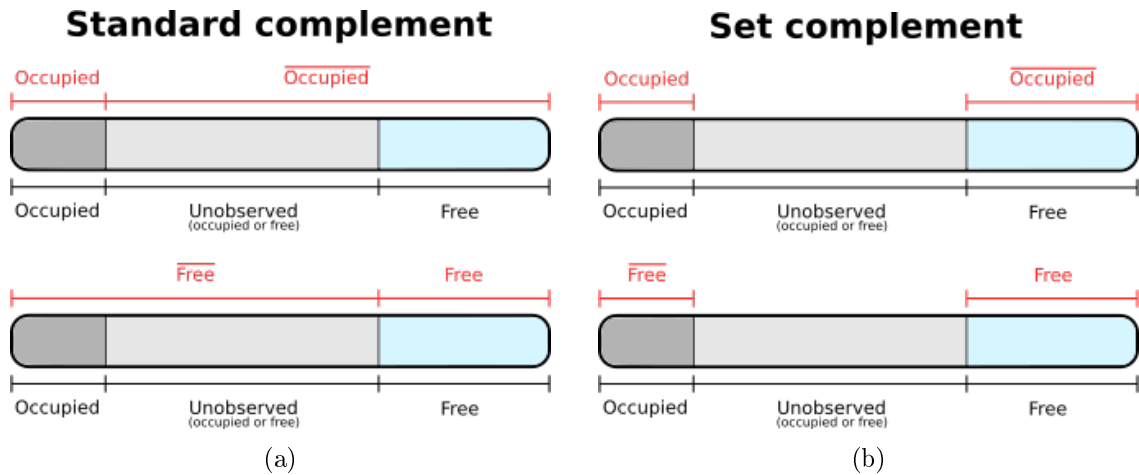 Standard complement
Occupied
Occupied
Occupied
Unobserved
(occupied or free)
Free
Free
Free
Occupied
Unobserved
(occupied or free)
Free
(a)
Set complement
Occupied
Occupied
Occupied
Unobserved
(occupied or free)
Free
Free
Free
Occupied
Unobserved
(occupied or free)
Free
(b)